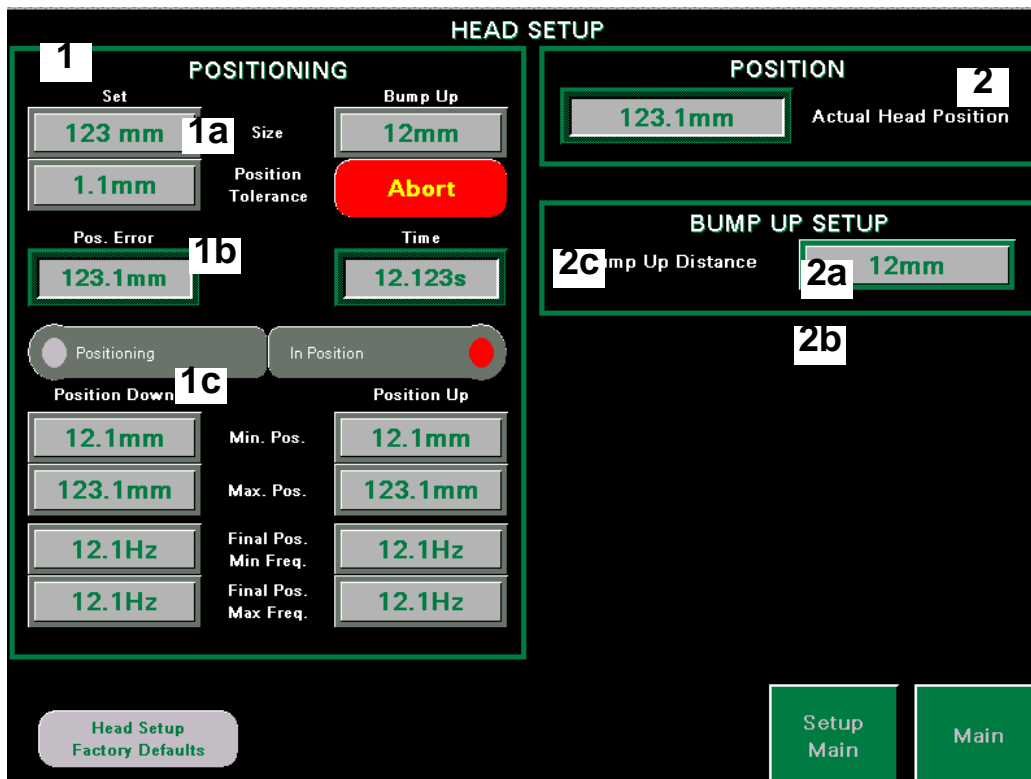 HEAD SETUP
1
POSITIONING
Set
Bump Up
123 mm
1a
Size
12mm
1.1mm
Position
Tolerance
Abort
Pos. Error
Time
1b
123.1mm
12.123s
Positioning
In Position
1c
Position Down
Position Up
12.1mm
Min. Pos.
12.1mm
123.1mm
Max. Pos.
123.1mm
12.1Hz
Final Pos.
Min Freq.
12.1Hz
12.1Hz
Final Pos.
Max Freq.
12.1Hz
POSITION
2
123.1mm
Actual Head Position
BUMP UP SETUP
2c
ump Up Distance
2a
12mm
2b
Head Setup
Factory Defaults
Setup
Main
Main